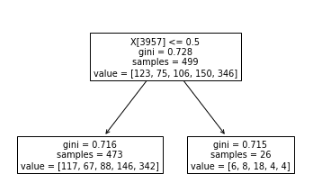 X[3957] <= 0.5
gini = 0.728
samples = 499
value = [123, 75, 106, 150, 346]
gini = 0.716
samples = 473
value = [117, 67, 88, 146, 342]
gini = 0.715
samples = 26
value = [6, 8, 18, 4, 4]